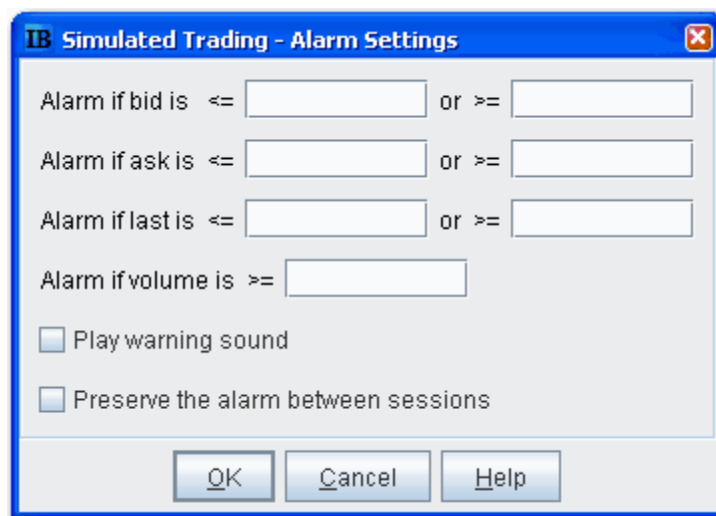 IB Simulated Trading - Alarm Settings
Alarm if bid is <= or >=
Alarm if ask is <= or >=
Alarm if last is <= or >=
Alarm if volume is >=
Play warning sound
Preserve the alarm between sessions
OK Cancel Help